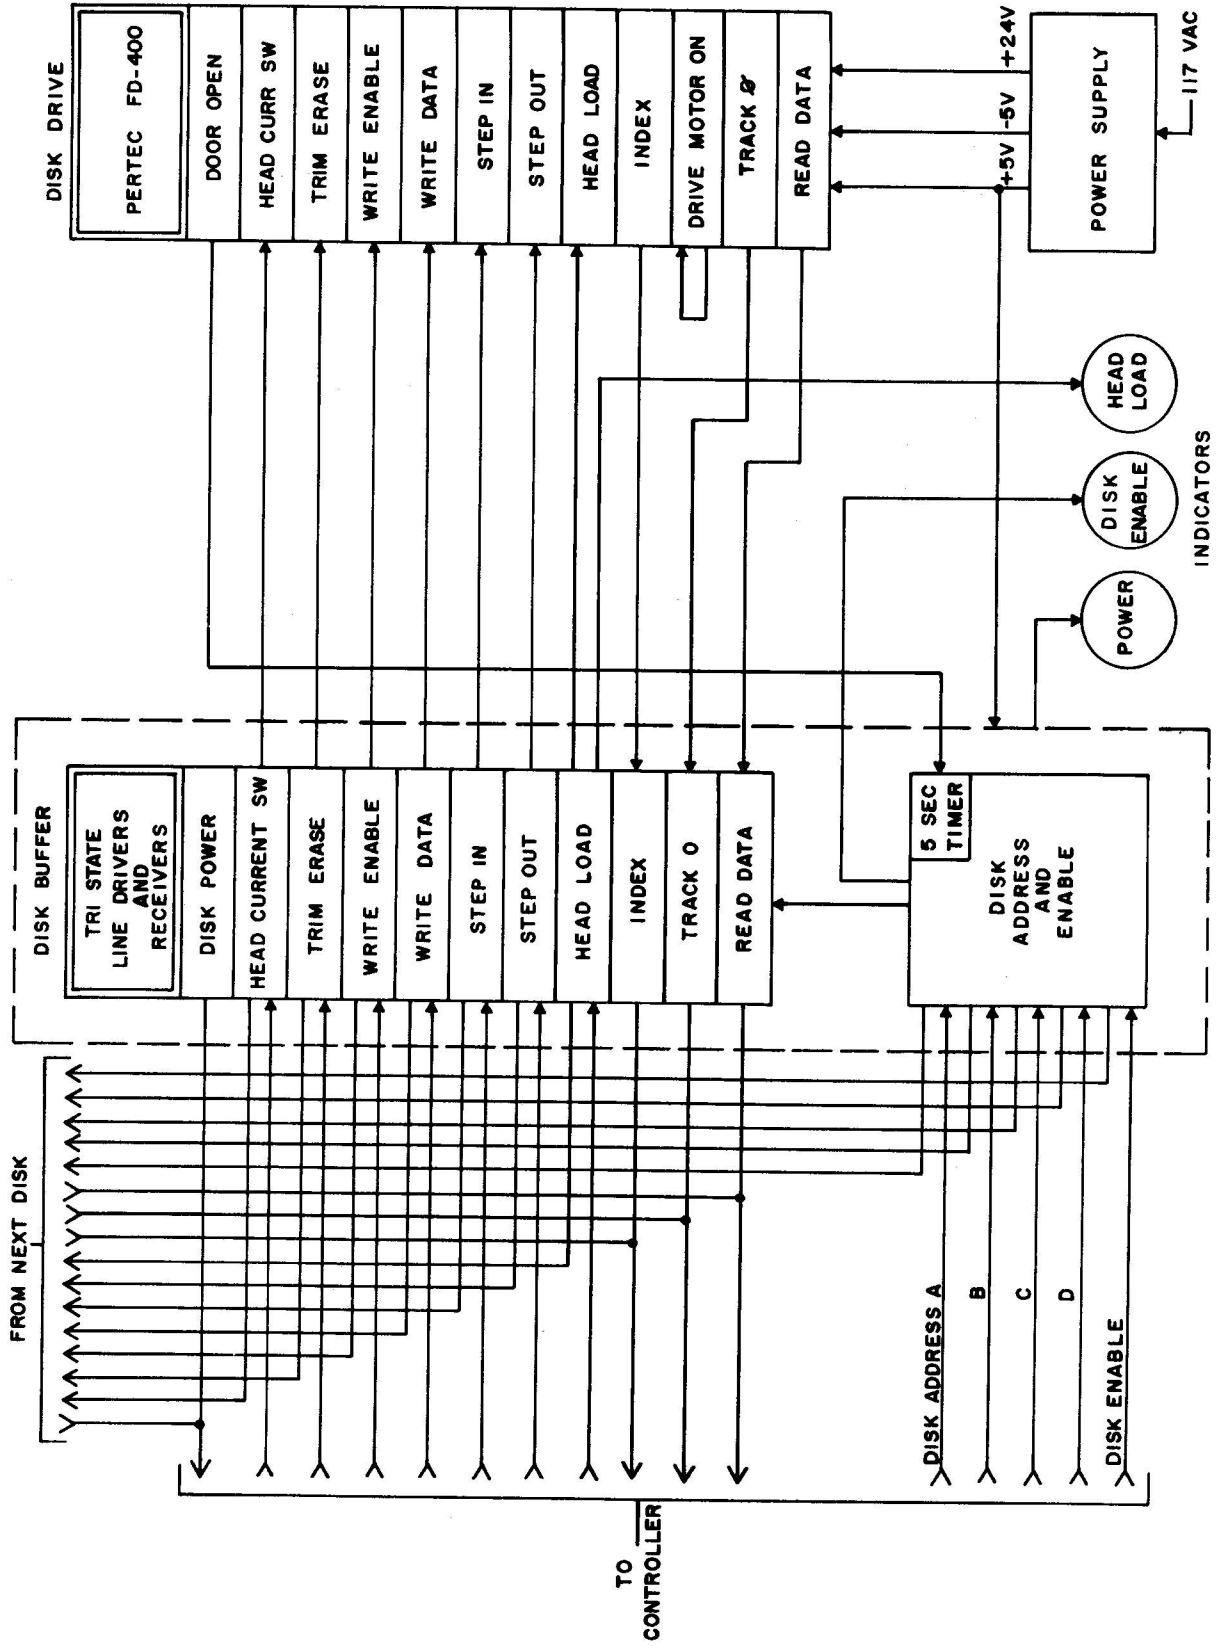 FROM NEXT DISK
TO
CONTROLLER
DISK BUFFER
TRI STATE
LINE DRIVERS
AND
RECEIVERS
DISK POWER
HEAD CURRENT SW
TRIM ERASE
WRITE ENABLE
WRITE DATA
STEP IN
STEP OUT
HEAD LOAD
INDEX
TRACK 0
READ DATA
DISK ADDRESS A
B
C
D
DISK ENABLE
5 SEC
TIMER
DISK
ADDRESS
AND
ENABLE
DISK DRIVE
PERTEC FD-400
DOOR OPEN
HEAD CURR SW
TRIM ERASE
WRITE ENABLE
WRITE DATA
STEP IN
STEP OUT
HEAD LOAD
INDEX
DRIVE MOTOR ON
TRACK Ø
READ DATA
+5V
-5V
+24V
POWER SUPPLY
117 VAC
POWER
DISK
ENABLE
HEAD
LOAD
INDICATORS